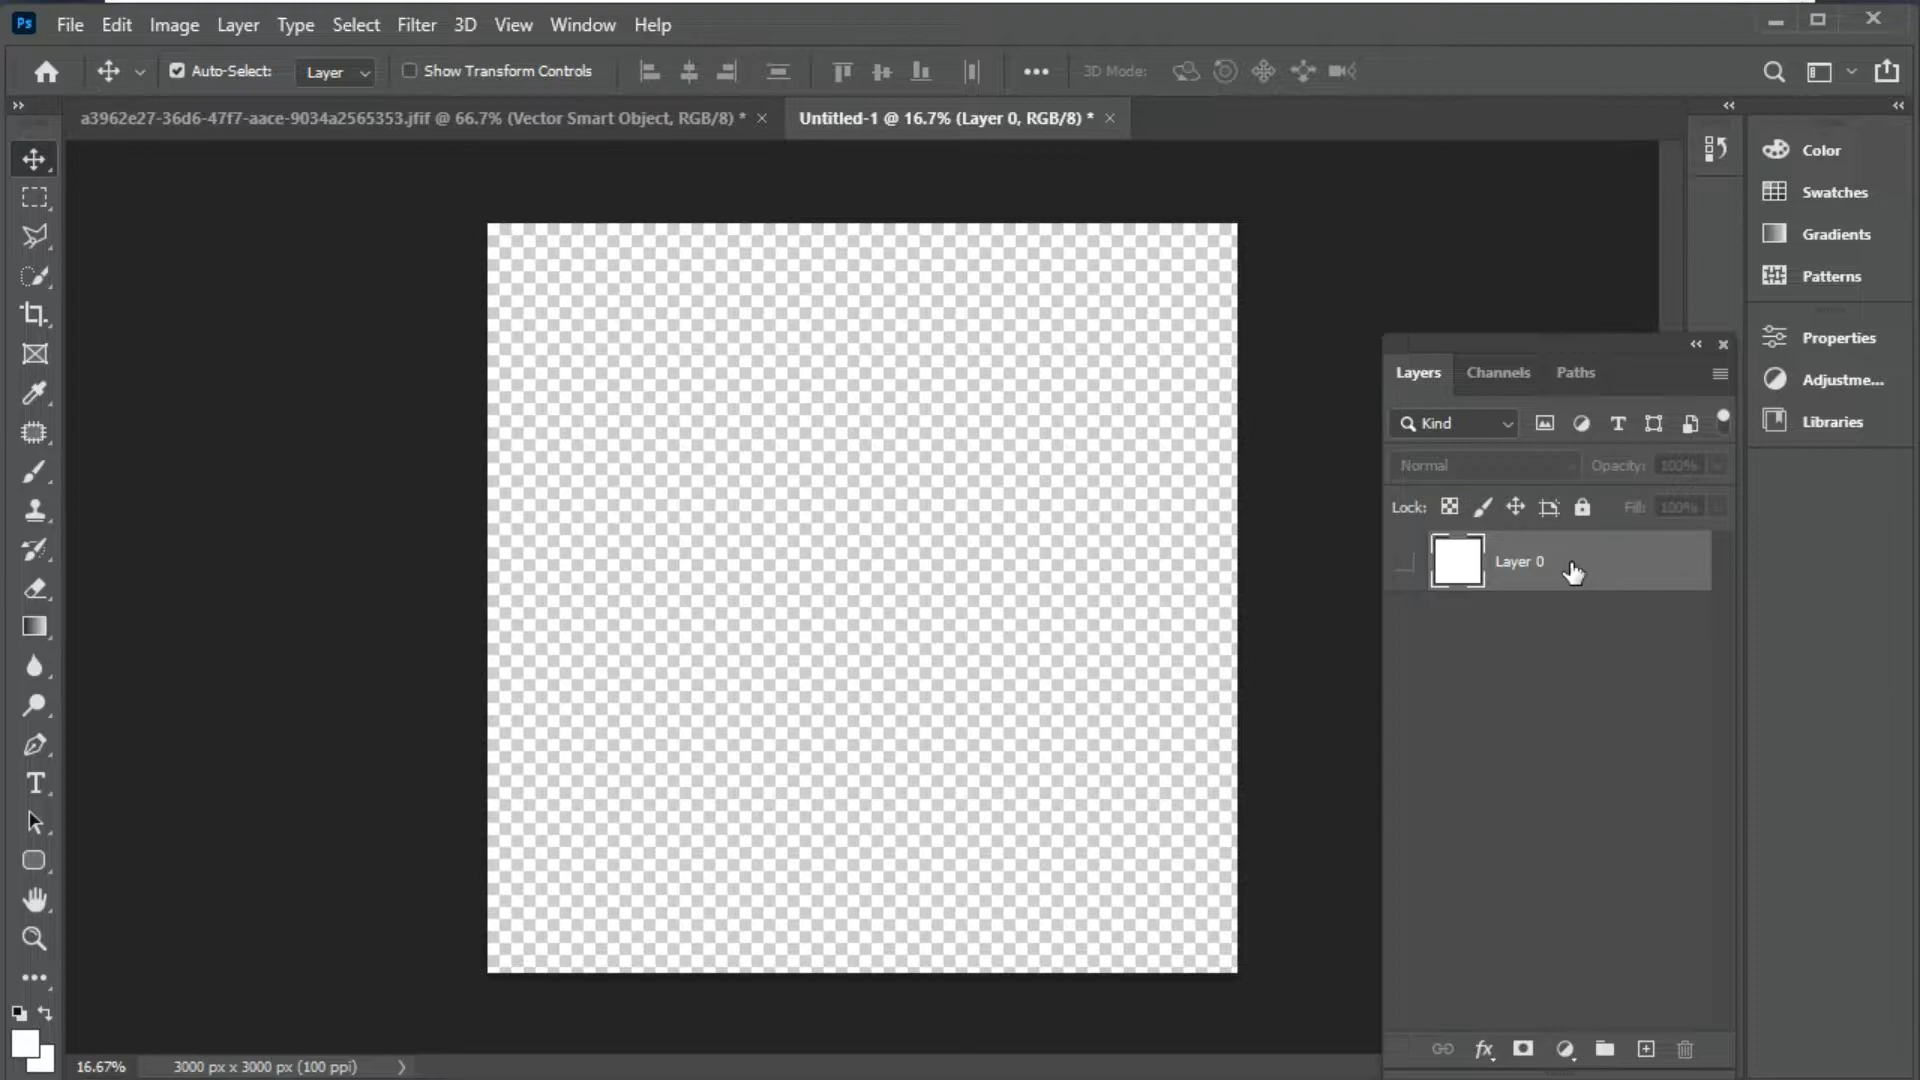 Ps File Edit Image Layer Type Select Filter 3D View Window Help
Auto-Select: Layer Show Transform Controls 3D Mode:
a3962e27-36d6-47f7-aace-9034a2565353.jfif @ 66.7% (Vector Smart Object, RGB/8) * Untitled-1 @ 16.7% (Layer 0, RGB/8) *
Color
Swatches
Gradients
Patterns
Properties
Adjustme...
Libraries
Layers Channels Paths
Kind
Normal Opacity: 100%
Lock: Fill: 100%
Layer 0
fx
16.67% 3000 px x 3000 px (100 ppi)